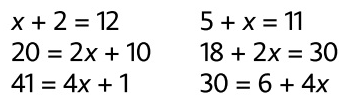 x + 2 = 12
20 = 2x + 10
41 = 4x + 1
5 + x = 11
18 + 2x = 30
30 = 6 + 4x